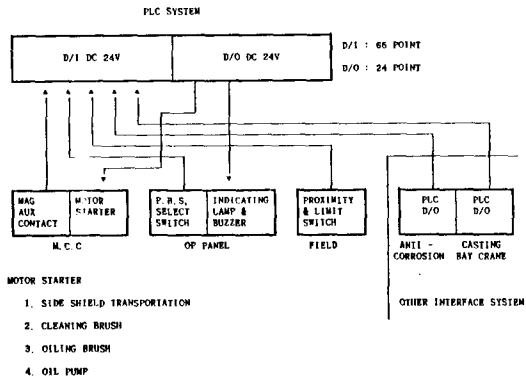 PLC SYSTEM
D/I DC 24V
D/O DC 24V
D/I : 66 POINT
D/O : 24 POINT
MAG AUX CONTACT
MOTOR STARTER
P.B.S, SELECT SWITCH
INDICATING LAMP & BUZZER
PROXIMITY & LIMIT SWITCH
PLC D/O
PLC D/O
M.C.C
OP PANEL
FIELD
ANTI - CORROSION
CASTING BAY CRANE
OTHER INTERFACE SYSTEM
MOTOR STARTER
1. SIDE SHIELD TRANSPORTATION
2. CLEANING BRUSH
3. OILING BRUSH
4. OIL PUMP